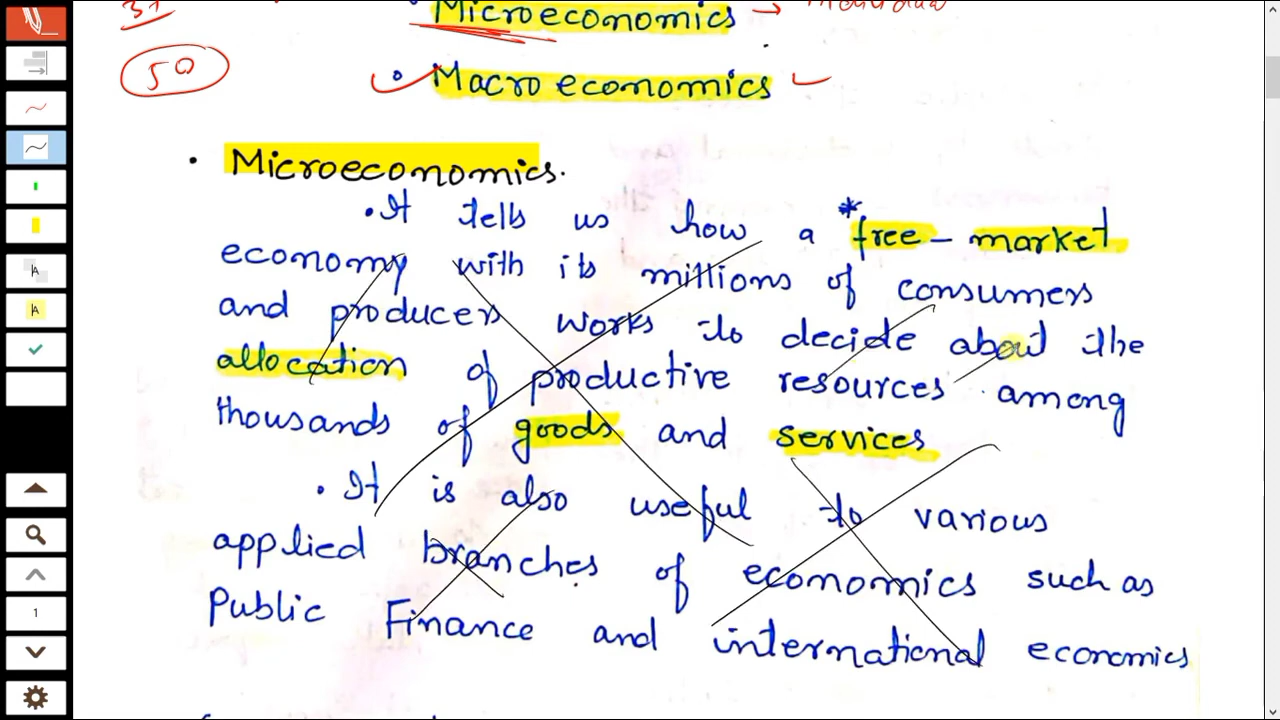 Microeconomics → individual
50
• Macro economics
• Microeconomics.
• It tells us how a *free - market
economy with its millions of consumers
and producers works to decide about the
allocation of productive resources among
thousands of goods and services
• It is also useful to various
applied branches of economics such as
Public Finance and international economics
1